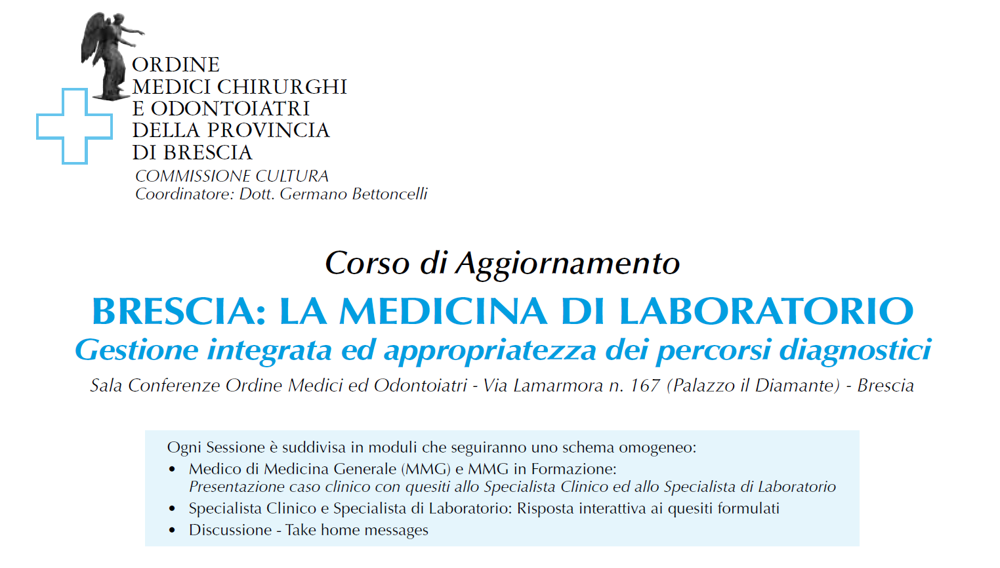 ORDINE
MEDICI CHIRURGHI
E ODONTOIATRI
DELLA PROVINCIA
DI BRESCIA
COMMISSIONE CULTURA
Coordinatore: Dott. Germano Bettoncelli
Corso di Aggiornamento
BRESCIA: LA MEDICINA DI LABORATORIO
Gestione integrata ed appropriatezza dei percorsi diagnostici
Sala Conferenze Ordine Medici ed Odontoiatri - Via Lamarmora n. 167 (Palazzo il Diamante) - Brescia
Ogni Sessione è suddivisa in moduli che seguiranno uno schema omogeneo:
• Medico di Medicina Generale (MMG) e MMG in Formazione:
Presentazione caso clinico con quesiti allo Specialista Clinico ed allo Specialista di Laboratorio
• Specialista Clinico e Specialista di Laboratorio: Risposta interattiva ai quesiti formulati
• Discussione - Take home messages